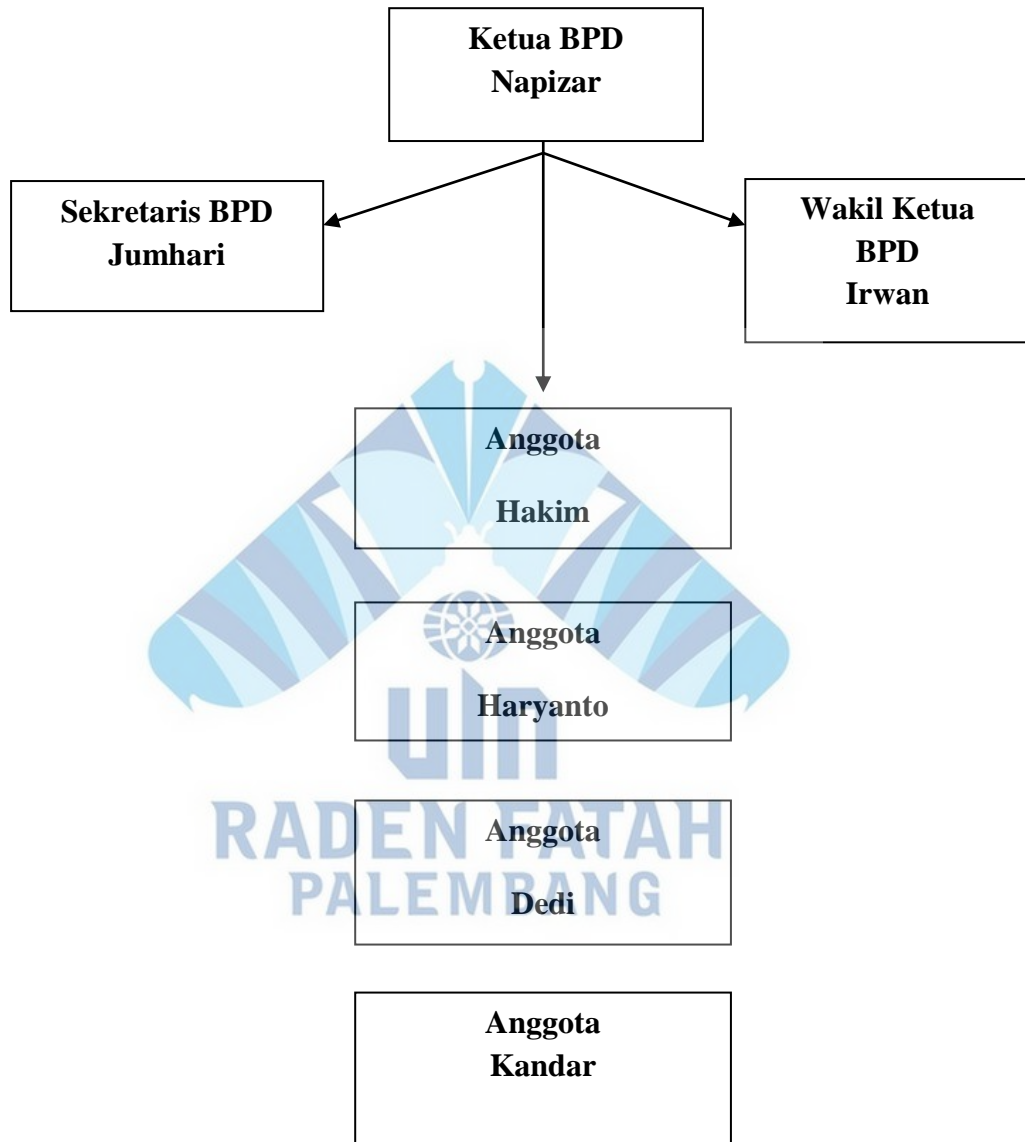 Ketua BPD
Napizar
Sekretaris BPD
Jumhari
Wakil Ketua
BPD
Irwan
Anggota
Hakim
Anggota
Haryanto
Anggota
Dedi
Anggota
Kandar
uin
RADEN FATAH
PALEMBANG